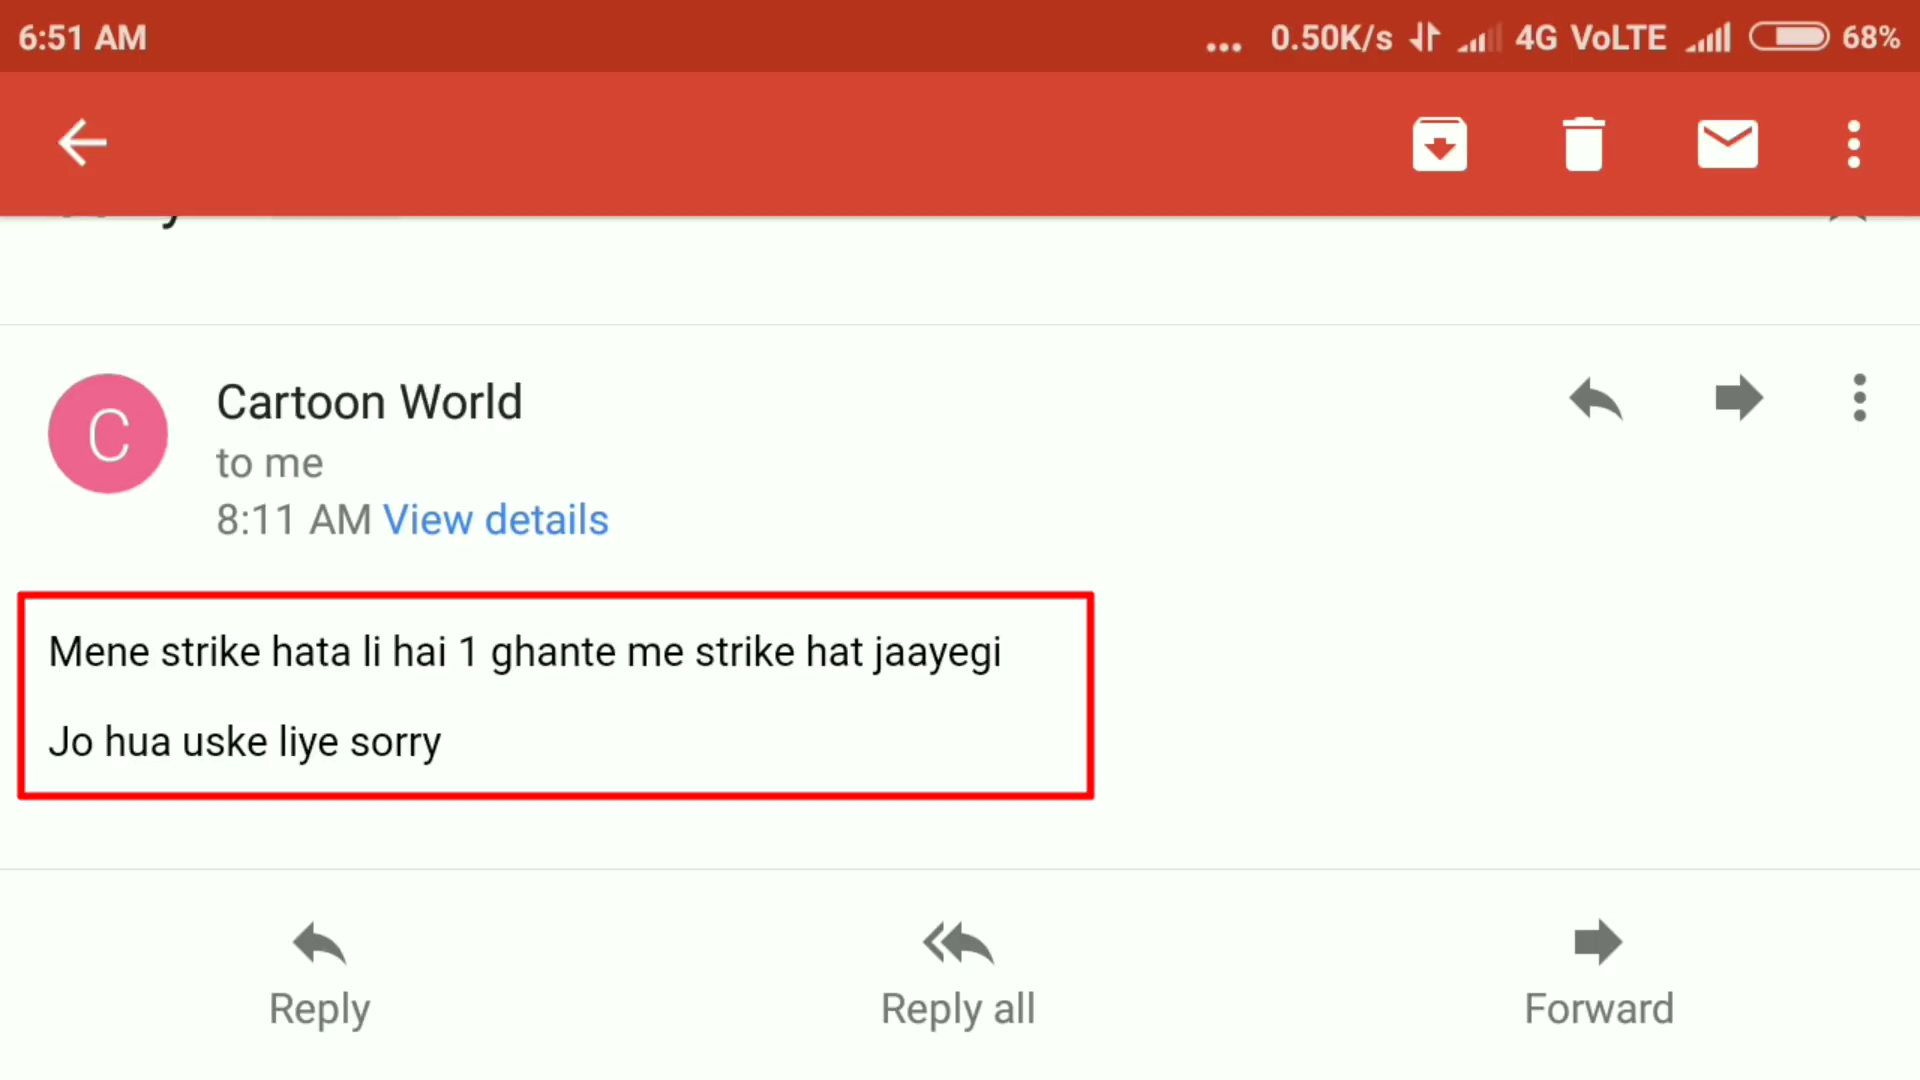 6:51 AM
... 0.50K/s 4G VoLTE 68%
C
Cartoon World
to me
8:11 AM View details
Mene strike hata li hai 1 ghante me strike hat jaayegi
Jo hua uske liye sorry
Reply
Reply all
Forward